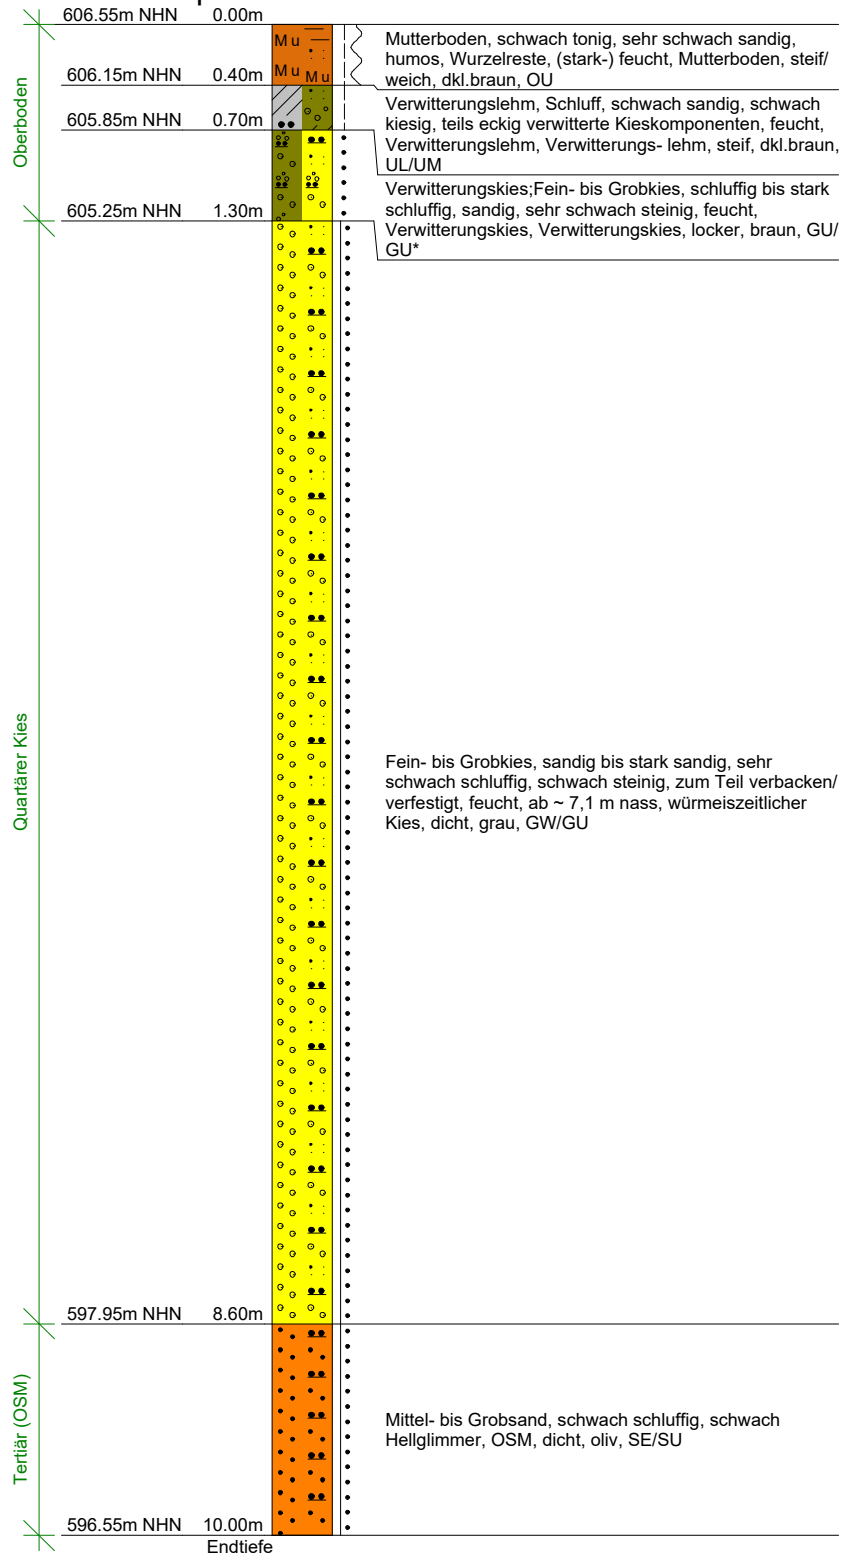 606.55m NHN 0.00m
Mu
Mutterboden, schwach tonig, sehr schwach sandig,
humos, Wurzelreste, (stark-) feucht, Mutterboden, steif/
weich, dkl.braun, OU
606.15m NHN 0.40m
Mu Mu
Verwitterungslehm, Schluff, schwach sandig, schwach
kiesig, teils eckig verwitterte Kieskomponenten, feucht,
Verwitterungslehm, Verwitterungs- lehm, steif, dkl.braun,
UL/UM
605.85m NHN 0.70m
Oberboden
Verwitterungskies;Fein- bis Grobkies, schluffig bis stark
schluffig, sandig, sehr schwach steinig, feucht,
Verwitterungskies, Verwitterungskies, locker, braun, GU/
GU*
605.25m NHN 1.30m
Quartärer Kies
Fein- bis Grobkies, sandig bis stark sandig, sehr
schwach schluffig, schwach steinig, zum Teil verbacken/
verfestigt, feucht, ab ~ 7,1 m nass, würmeiszeitlicher
Kies, dicht, grau, GW/GU
597.95m NHN 8.60m
Tertiär (OSM)
Mittel- bis Grobsand, schwach schluffig, schwach
Hellglimmer, OSM, dicht, oliv, SE/SU
596.55m NHN 10.00m
Endtiefe